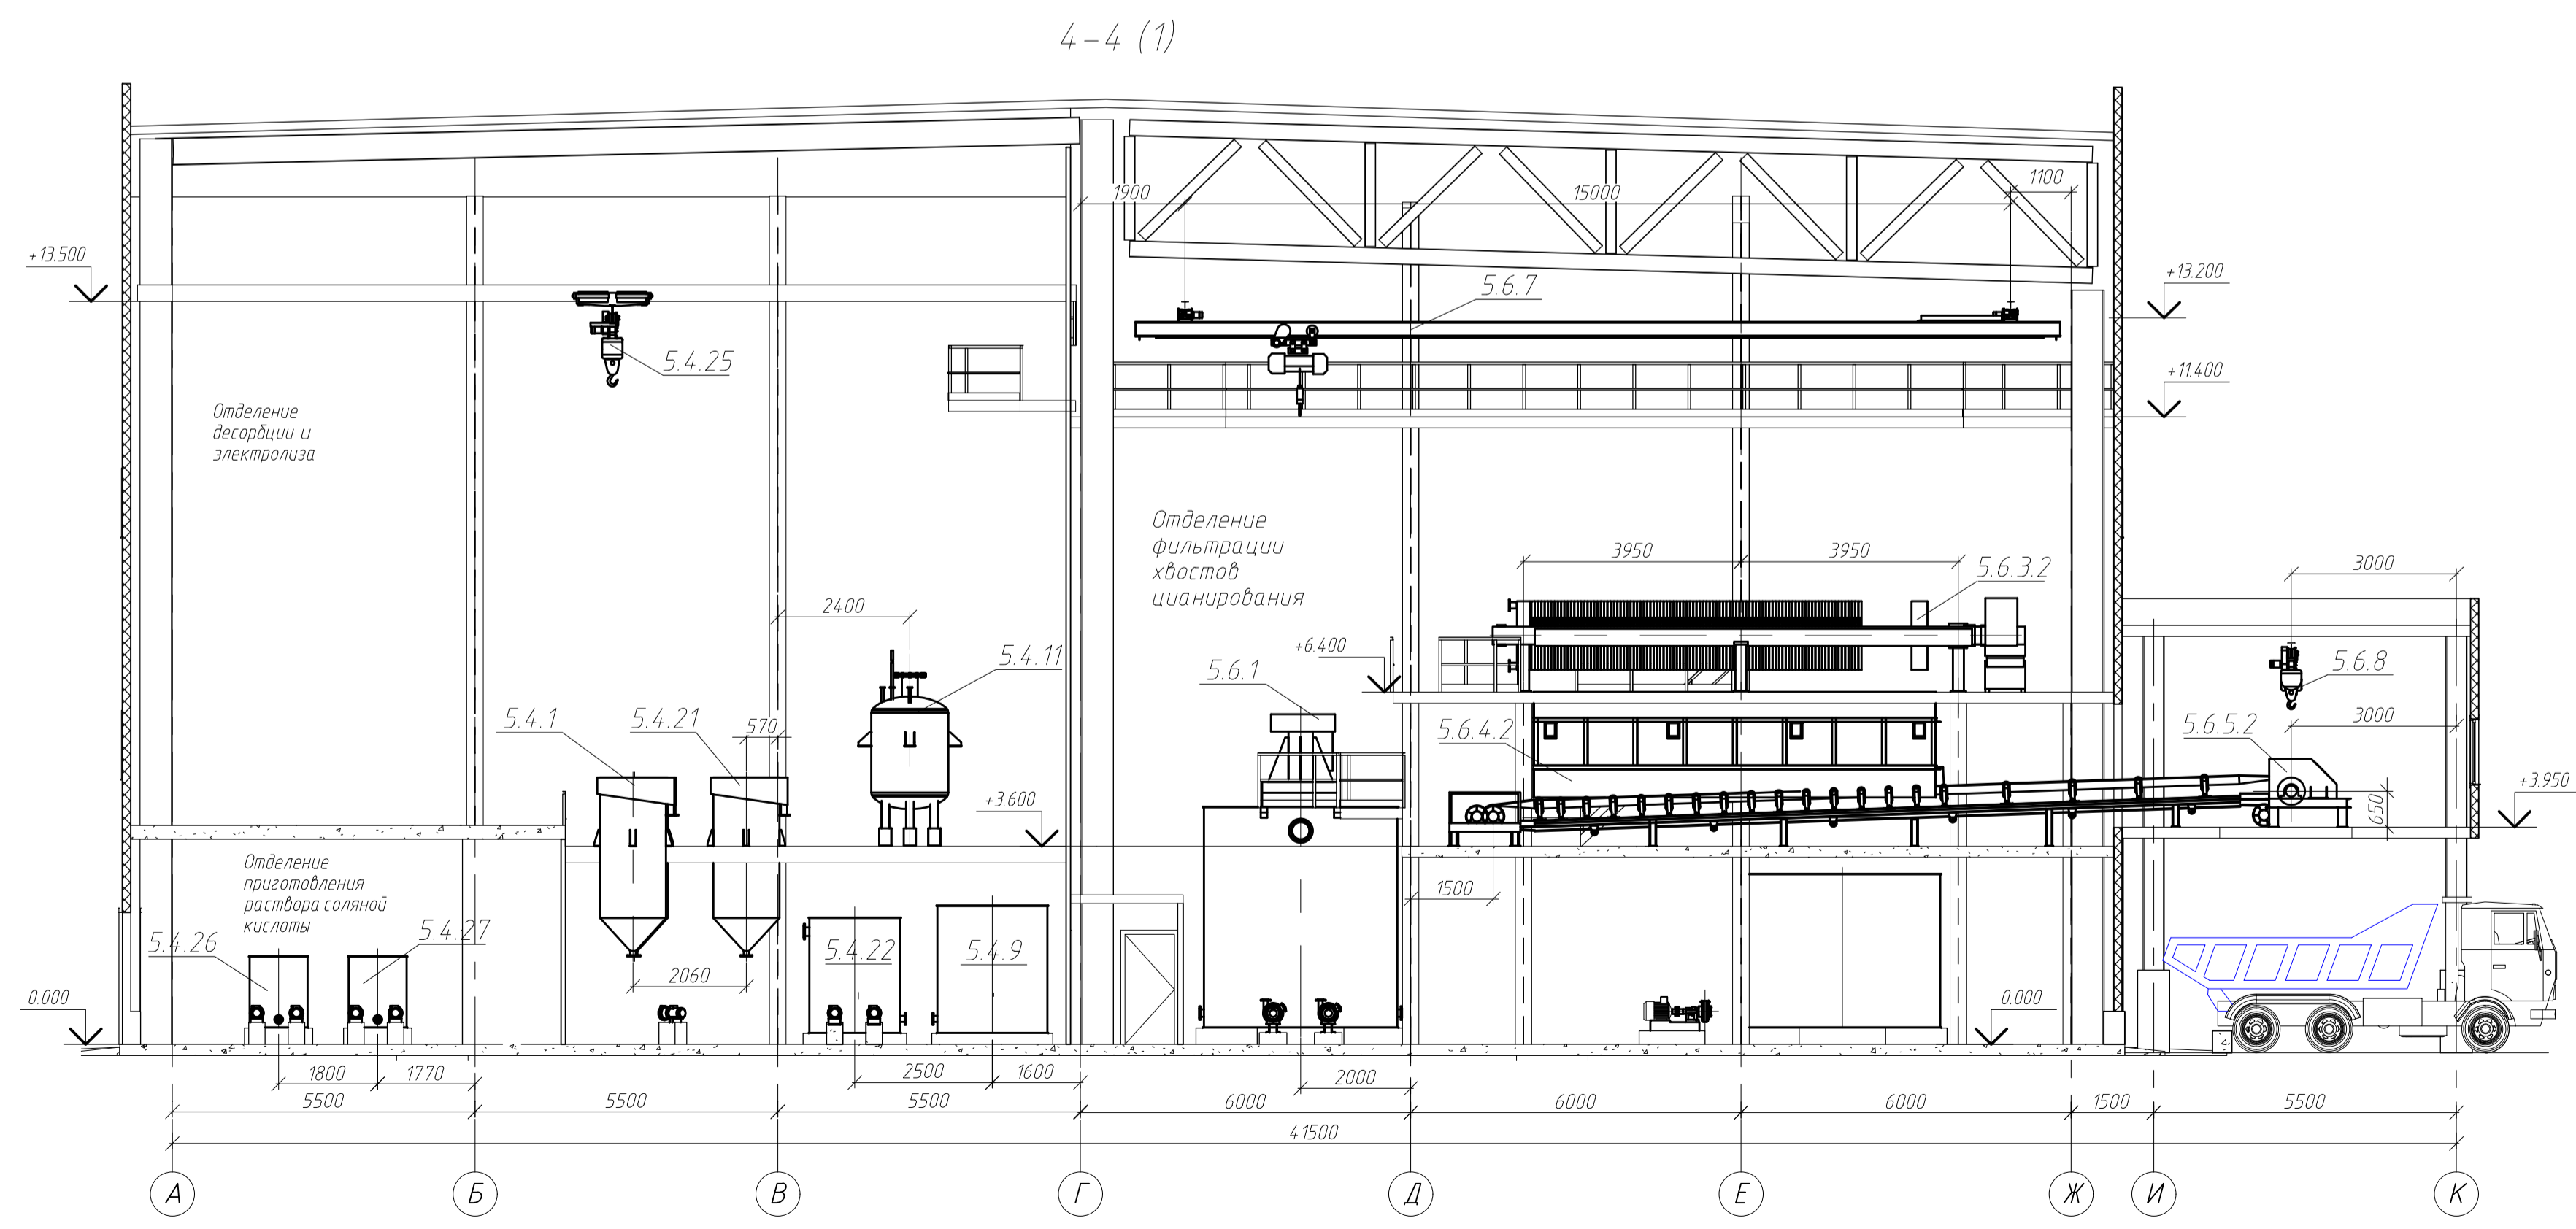 4-4 (1)
1900
15000
1100
+13.500
+13.200
5.6.7
5.4.25
+11.400
Отделение
десорбции и
электролиза
Отделение
фильтрации
хвостов
цианирования
3950
3950
5.6.3.2
3000
2400
5.4.11
+6.400
5.6.1
5.6.8
5.4.1
5.4.21
570
5.6.4.2
3000
5.6.5.2
+3.600
+3.950
650
Отделение
приготовления
раствора соляной
кислоты
1500
5.4.26
5.4.27
5.4.22
5.4.9
2060
0.000
0.000
1800
1770
2500
1600
2000
5500
5500
5500
6000
6000
6000
1500
5500
41500
А
Б
В
Г
Д
Е
Ж
И
К